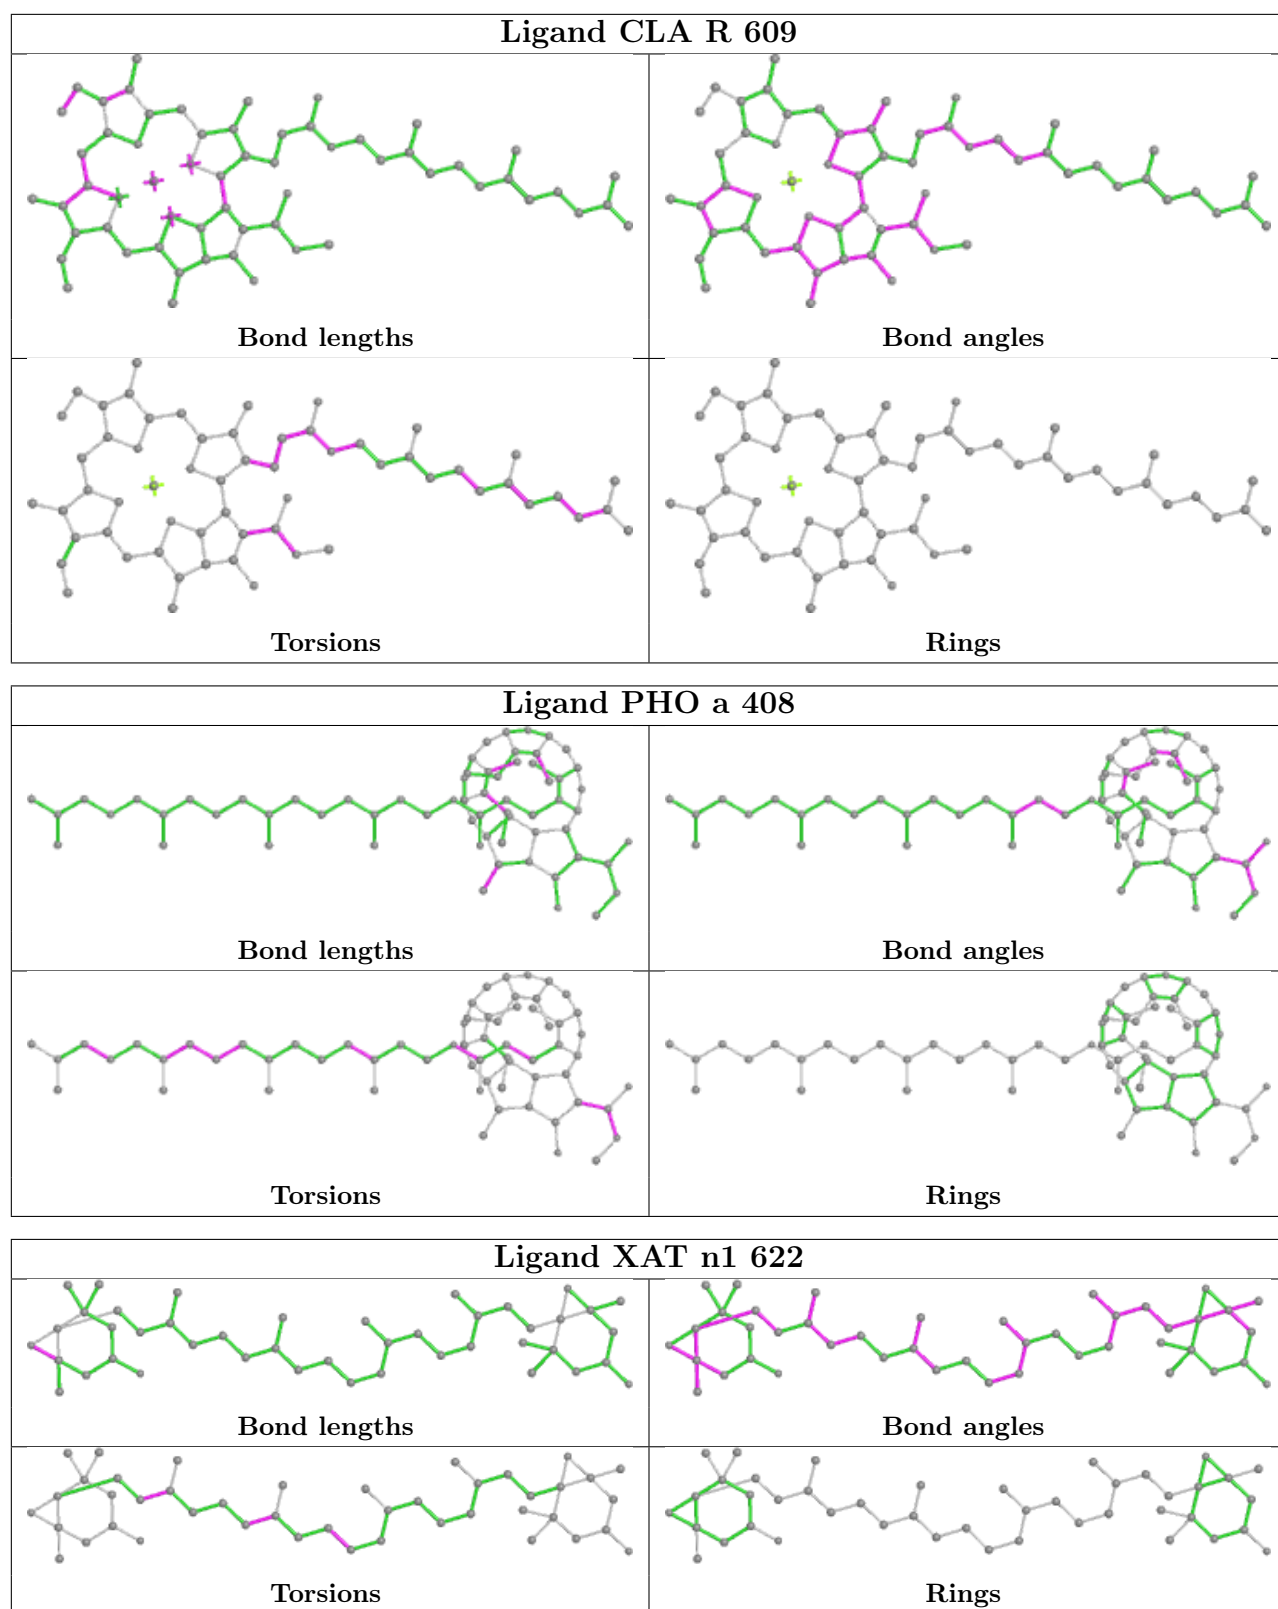 Ligand CLA R 609
Bond lengths
Bond angles
Torsions
Rings
Ligand PHO a 408
Bond lengths
Bond angles
Torsions
Rings
Ligand XAT n1 622
Bond lengths
Bond angles
Torsions
Rings